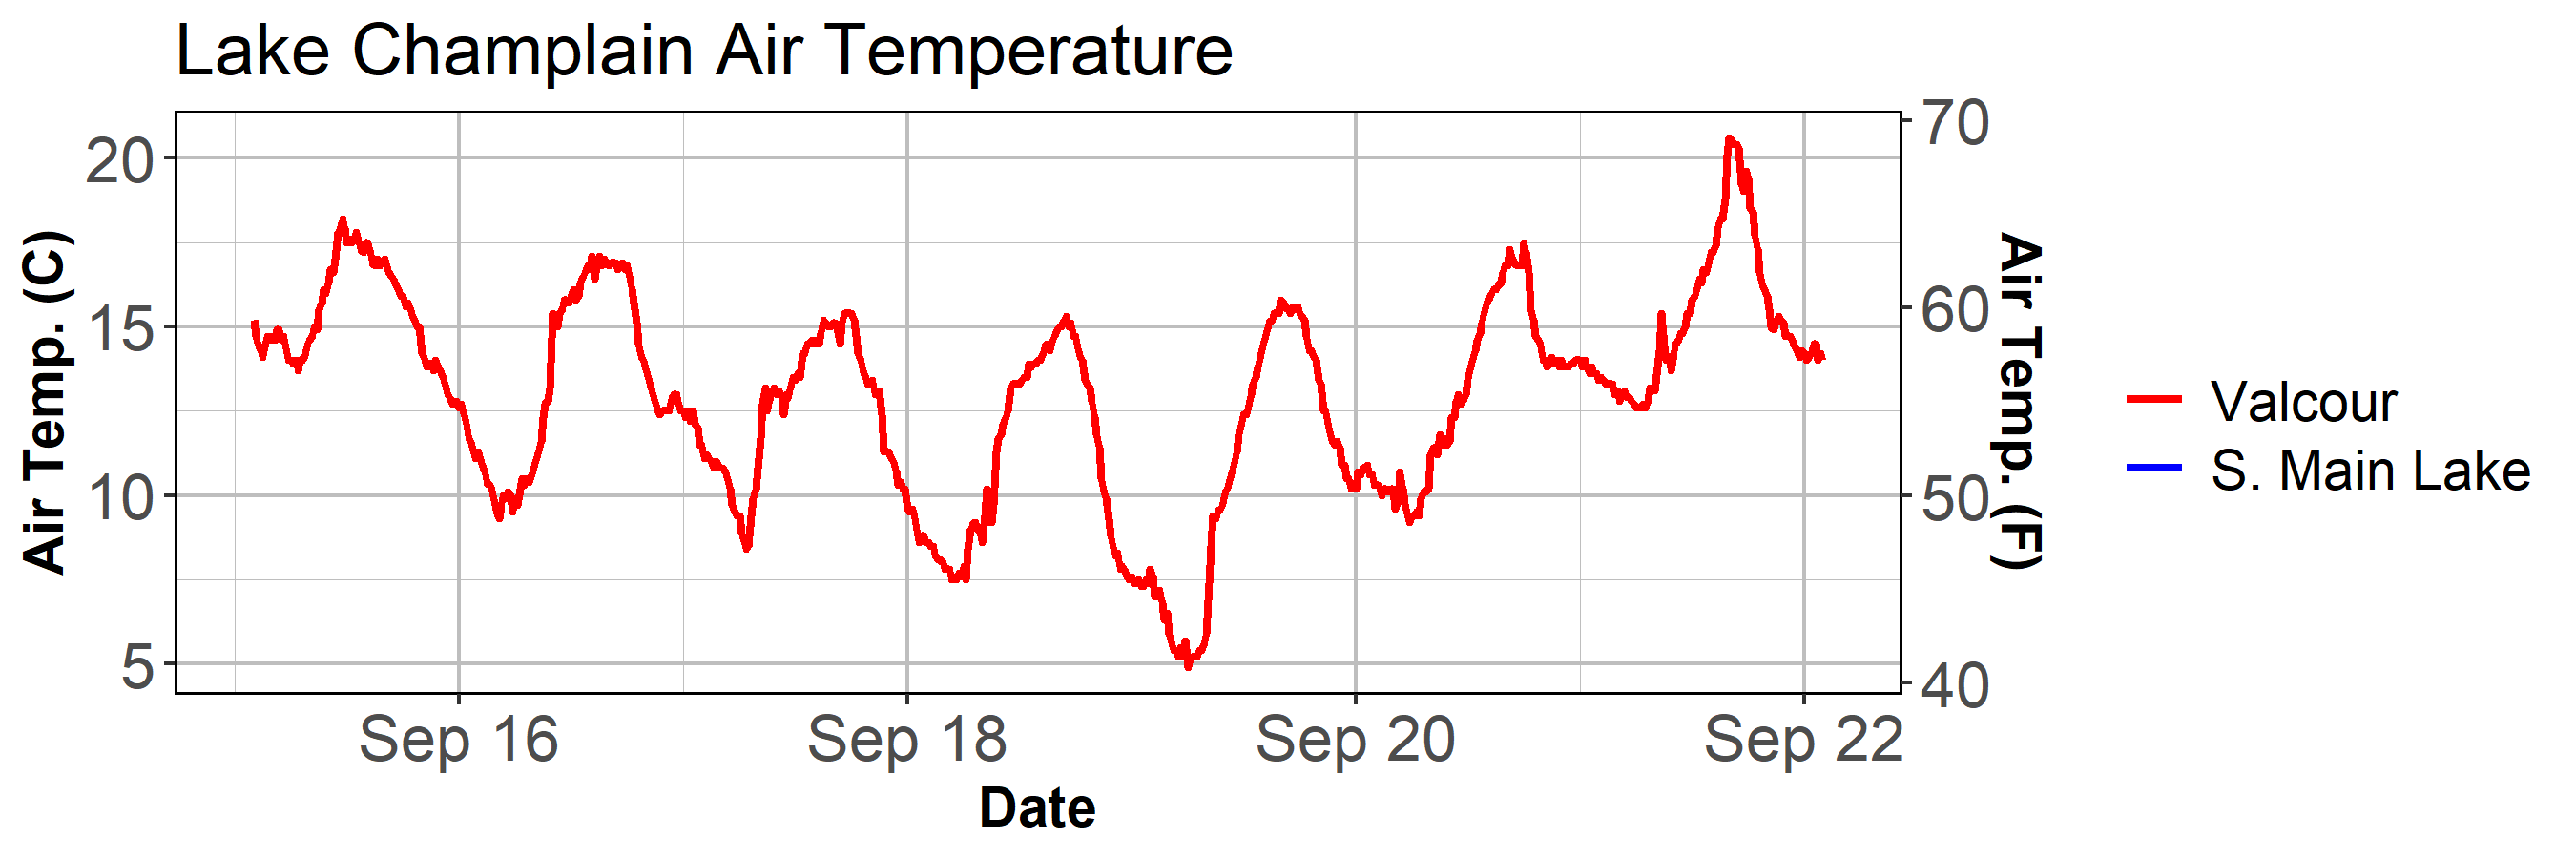 Lake Champlain Air Temperature
Air Temp. (C)
20
15
10
5
70
60
50
40
Air Temp. (F)
Sep 16
Sep 18
Sep 20
Sep 22
Date
Valcour
S. Main Lake